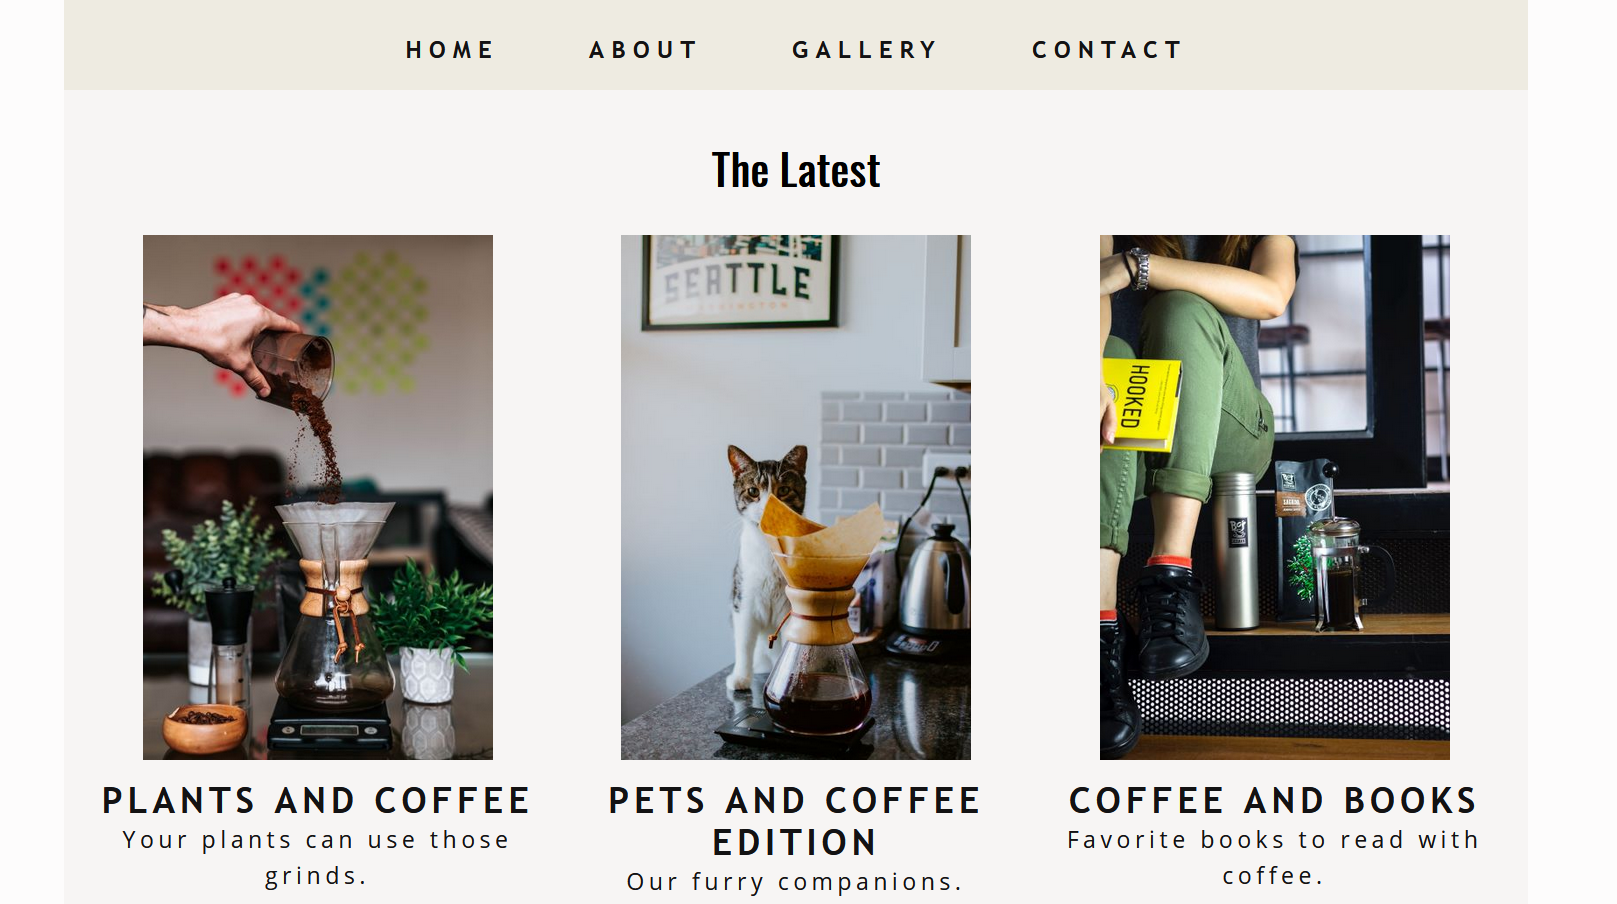 HOME ABOUT GALLERY CONTACT
The Latest
SEATTLE
HOOKED
PLANTS AND COFFEE
Your plants can use those
grinds.
PETS AND COFFEE
EDITION
Our furry companions.
COFFEE AND BOOKS
Favorite books to read with
coffee.